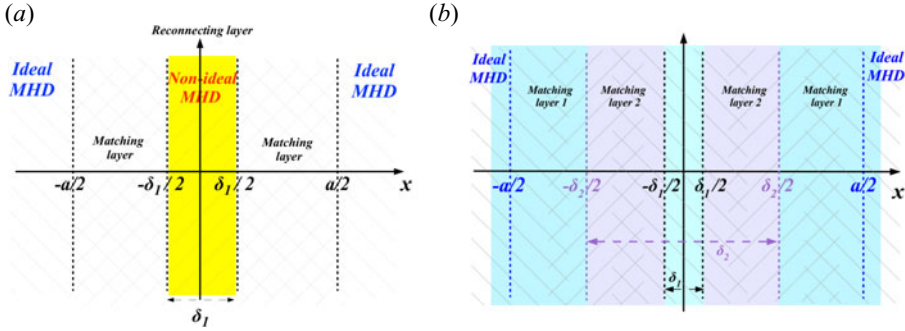 (a)
Reconnecting layer
Ideal
MHD
Non-ideal
MHD
Ideal
MHD
Matching
layer
Matching
layer
-a/2
-δ₁/2
δ₁/2
a/2
x
δ₁
(b)
Ideal
MHD
Matching
layer 1
Matching
layer 2
Matching
layer 2
Matching
layer 1
Ideal
MHD
-a/2
-δ₂/2
-δ₁/2
δ₁/2
δ₂/2
a/2
x
δ₂
δ₁